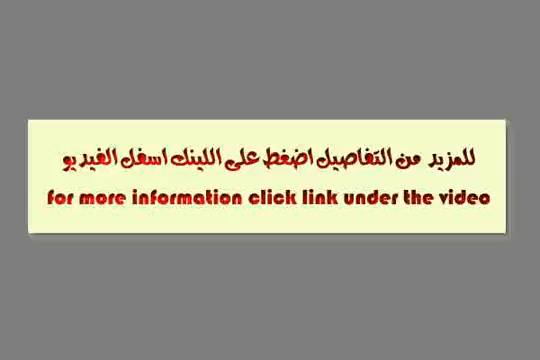 للمزيد من التفاصيل اضغط على اللينك اسفل الفيديو
for more information click link under the video